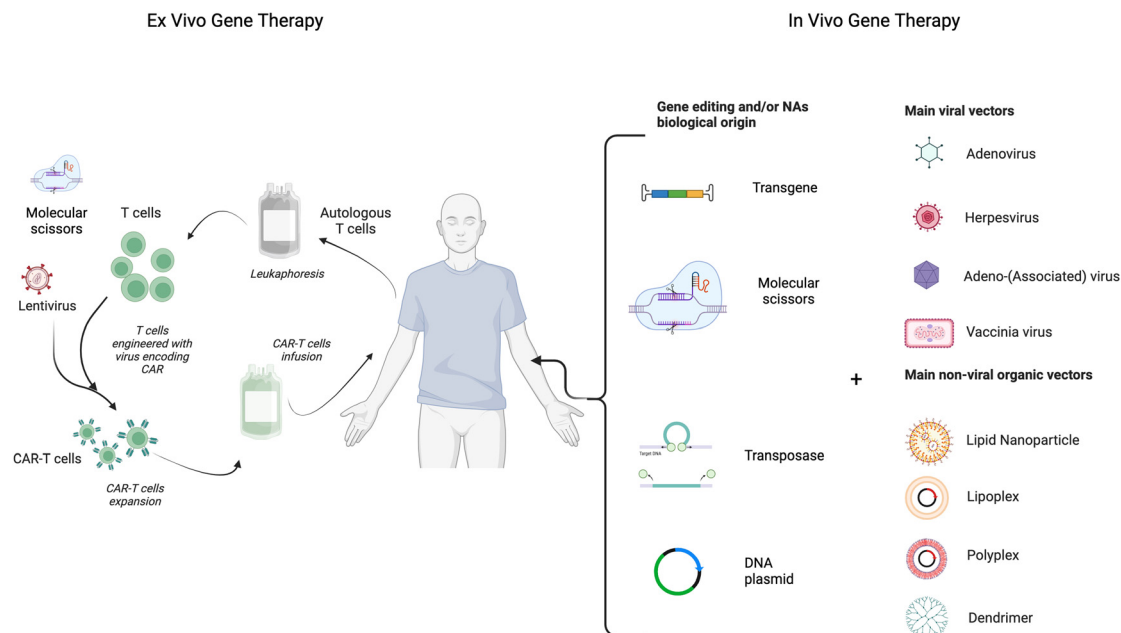 Ex Vivo Gene Therapy
In Vivo Gene Therapy
Molecular
scissors
T cells
Lentivirus
T cells
engineered with
virus encoding
CAR
CAR-T cells
CAR-T cells
expansion
Leukaphoresis
Autologous
T cells
CAR-T cells
infusion
Gene editing and/or NAs
biological origin
Transgene
Molecular
scissors
Target DNA
Transposase
DNA
plasmid
+
Main viral vectors
Adenovirus
Herpesvirus
Adeno-(Associated) virus
Vaccinia virus
Main non-viral organic vectors
Lipid Nanoparticle
Lipoplex
Polyplex
Dendrimer